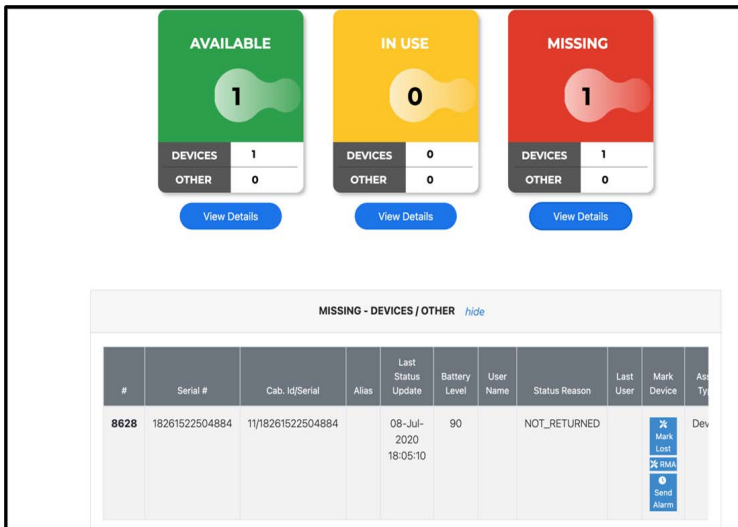 AVAILABLE
1
DEVICES 1
OTHER 0
View Details
IN USE
0
DEVICES 0
OTHER 0
View Details
MISSING
1
DEVICES 1
OTHER 0
View Details
MISSING - DEVICES / OTHER hide
# Serial # Cab. Id/Serial Alias Last Status Update Battery Level User Name Status Reason Last User Mark Device Ass Ty
8628 18261522504884 11/18261522504884 08-Jul-2020 18:05:10 90 NOT_RETURNED Dev
Mark
Lost
RMA
Send
Alarm